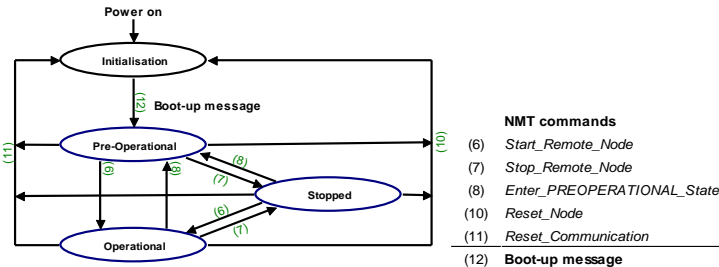 Power on
Initialisation
(12) Boot-up message
Pre-Operational
(11)
(10)
(6)
(8)
(8)
(7)
Stopped
(6)
(7)
Operational
NMT commands
(6) Start_Remote_Node
(7) Stop_Remote_Node
(8) Enter_PREOPERATIONAL_State
(10) Reset_Node
(11) Reset_Communication
(12) Boot-up message